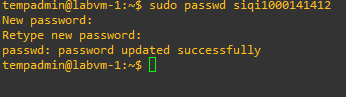 tempadmin@labvm-1:~$ sudo passwd siqi1000141412
New password:
Retype new password:
passwd: password updated successfully
tempadmin@labvm-1:~$